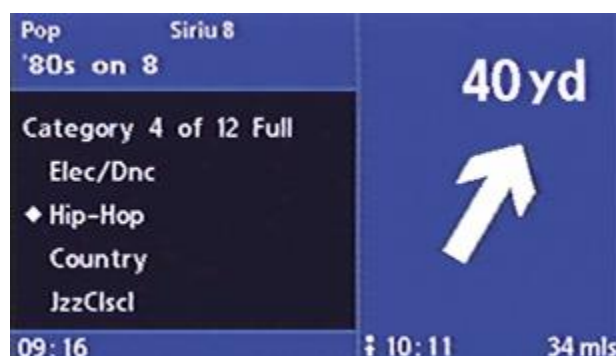 Pop Siriu 8
'80s on 8
Category 4 of 12 Full
Elec/Dnc
Hip-Hop
Country
JzzClscl
09:16
40 yd
10:11 34 mls